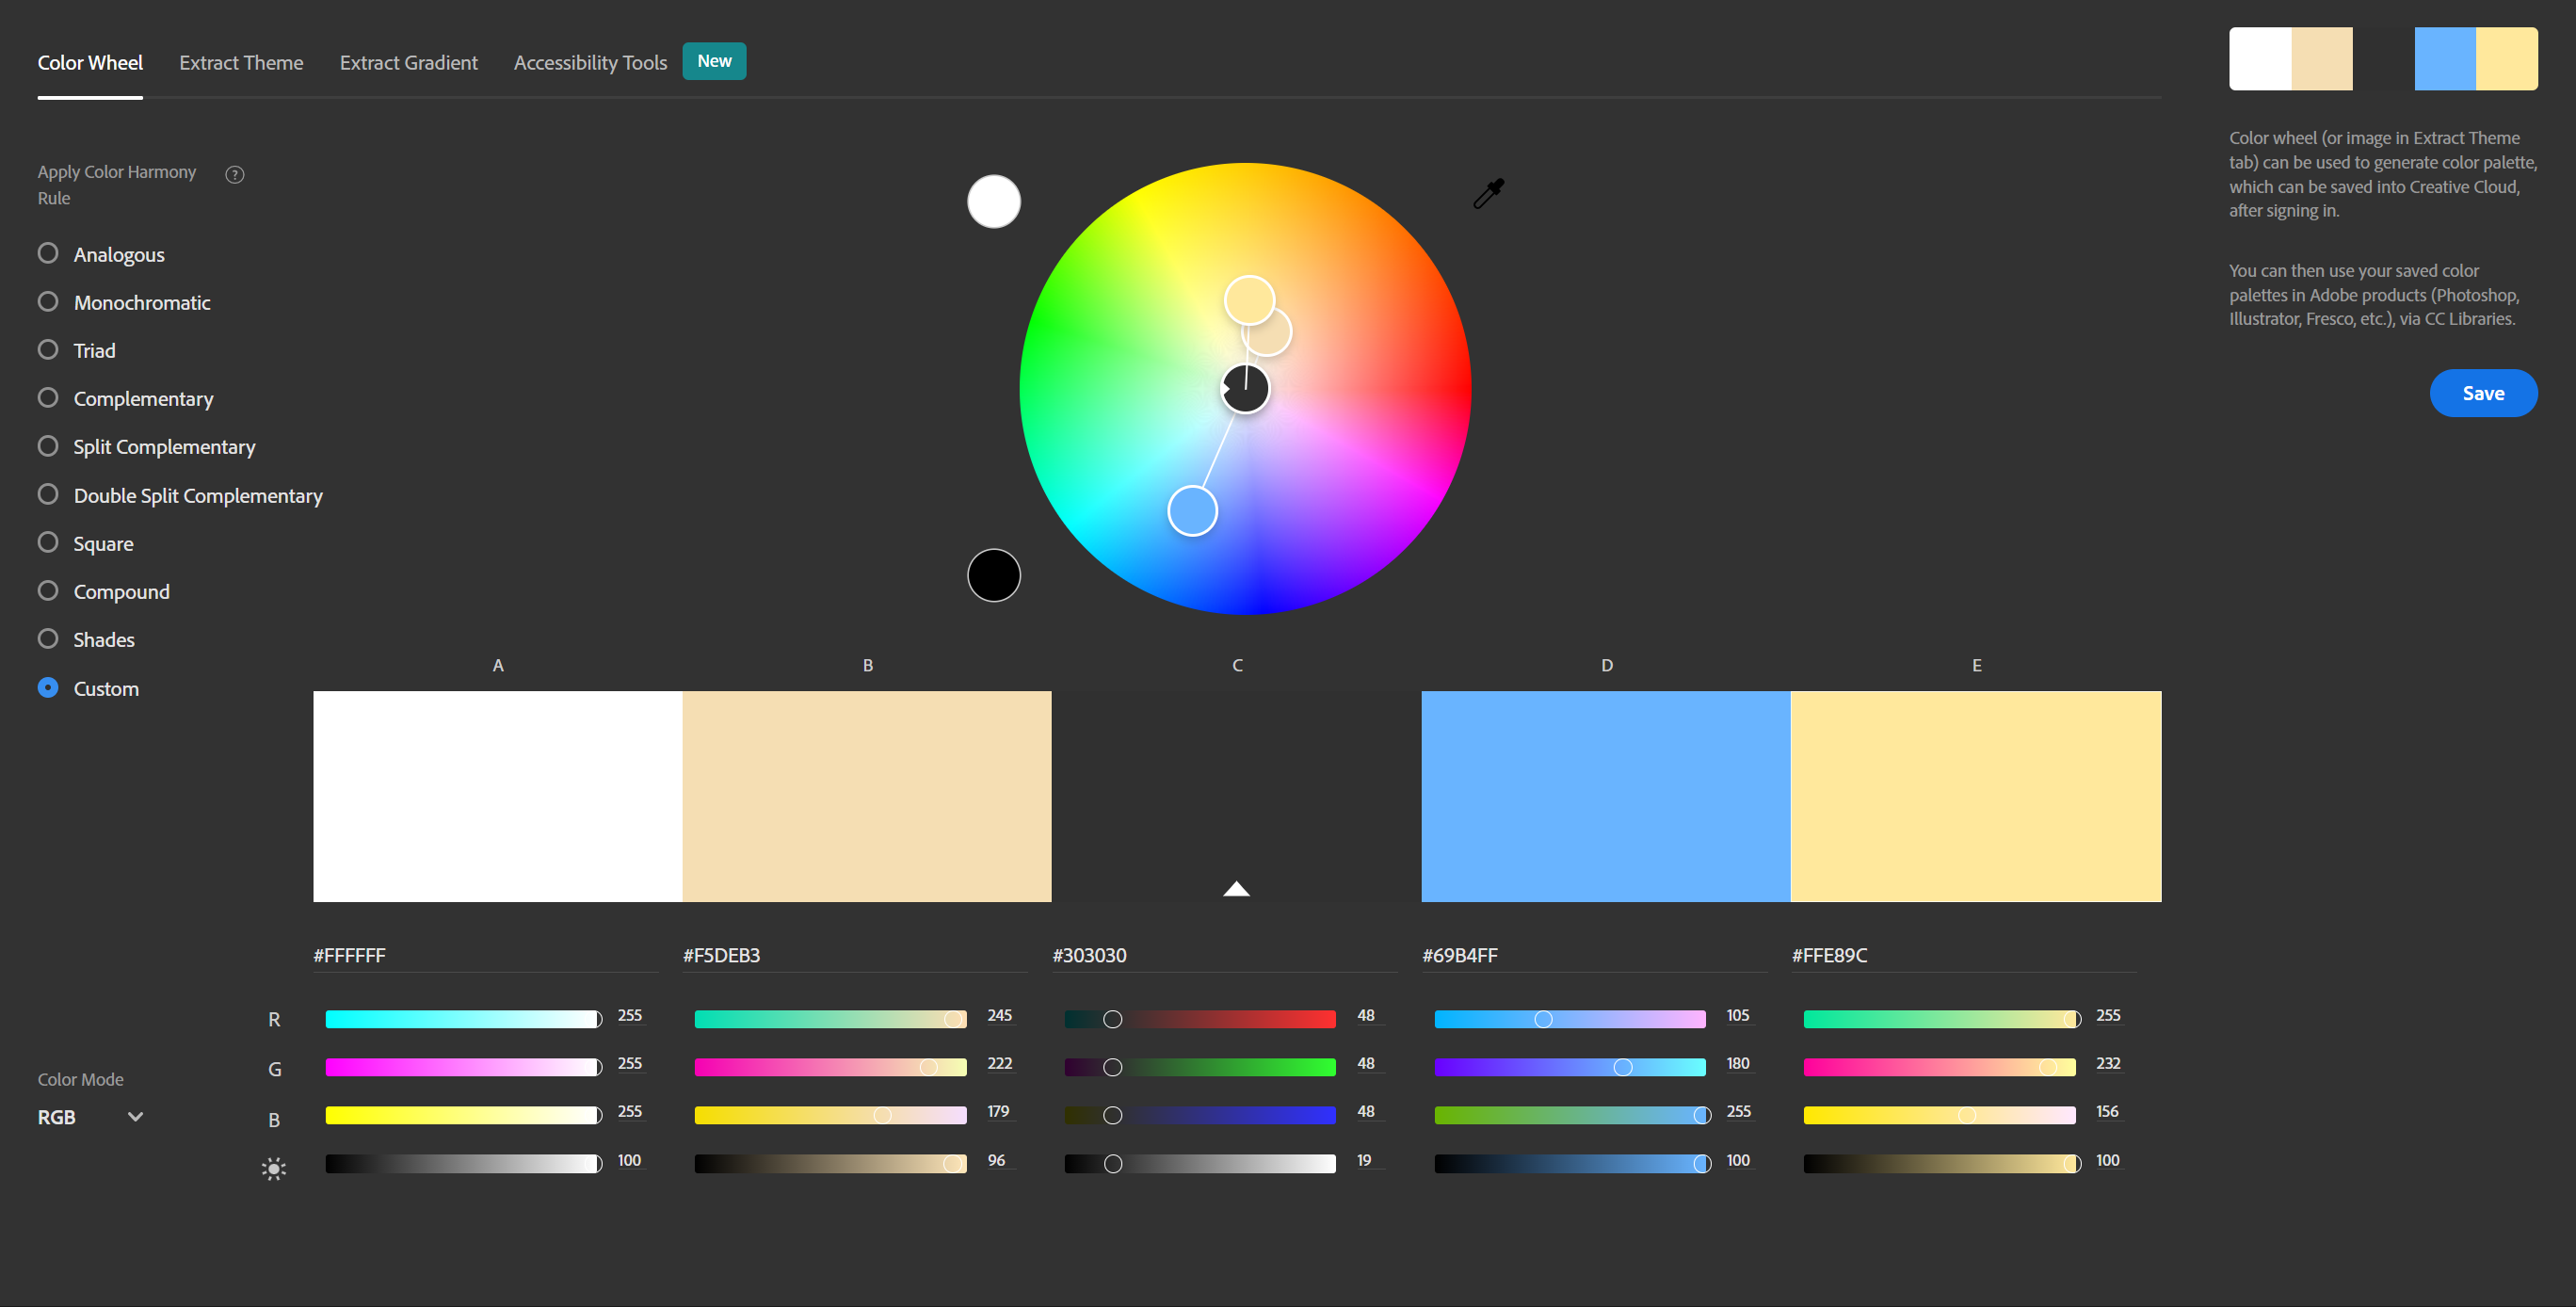 Color Wheel Extract Theme Extract Gradient Accessibility Tools New
Color wheel (or image in Extract Theme
tab) can be used to generate color palette,
which can be saved into Creative Cloud,
after signing in.
You can then use your saved color
palettes in Adobe products (Photoshop,
Illustrator, Fresco, etc.), via CC Libraries.
Save
Apply Color Harmony ?
Rule
Analogous
Monochromatic
Triad
Complementary
Split Complementary
Double Split Complementary
Square
Compound
Shades
Custom
A B C D E
#FFFFFF #F5DEB3 #303030 #69B4FF #FFE89C
R 255 245 48 105 255
G 255 222 48 180 232
B 255 179 48 255 156
100 96 19 100 100
Color Mode
RGB